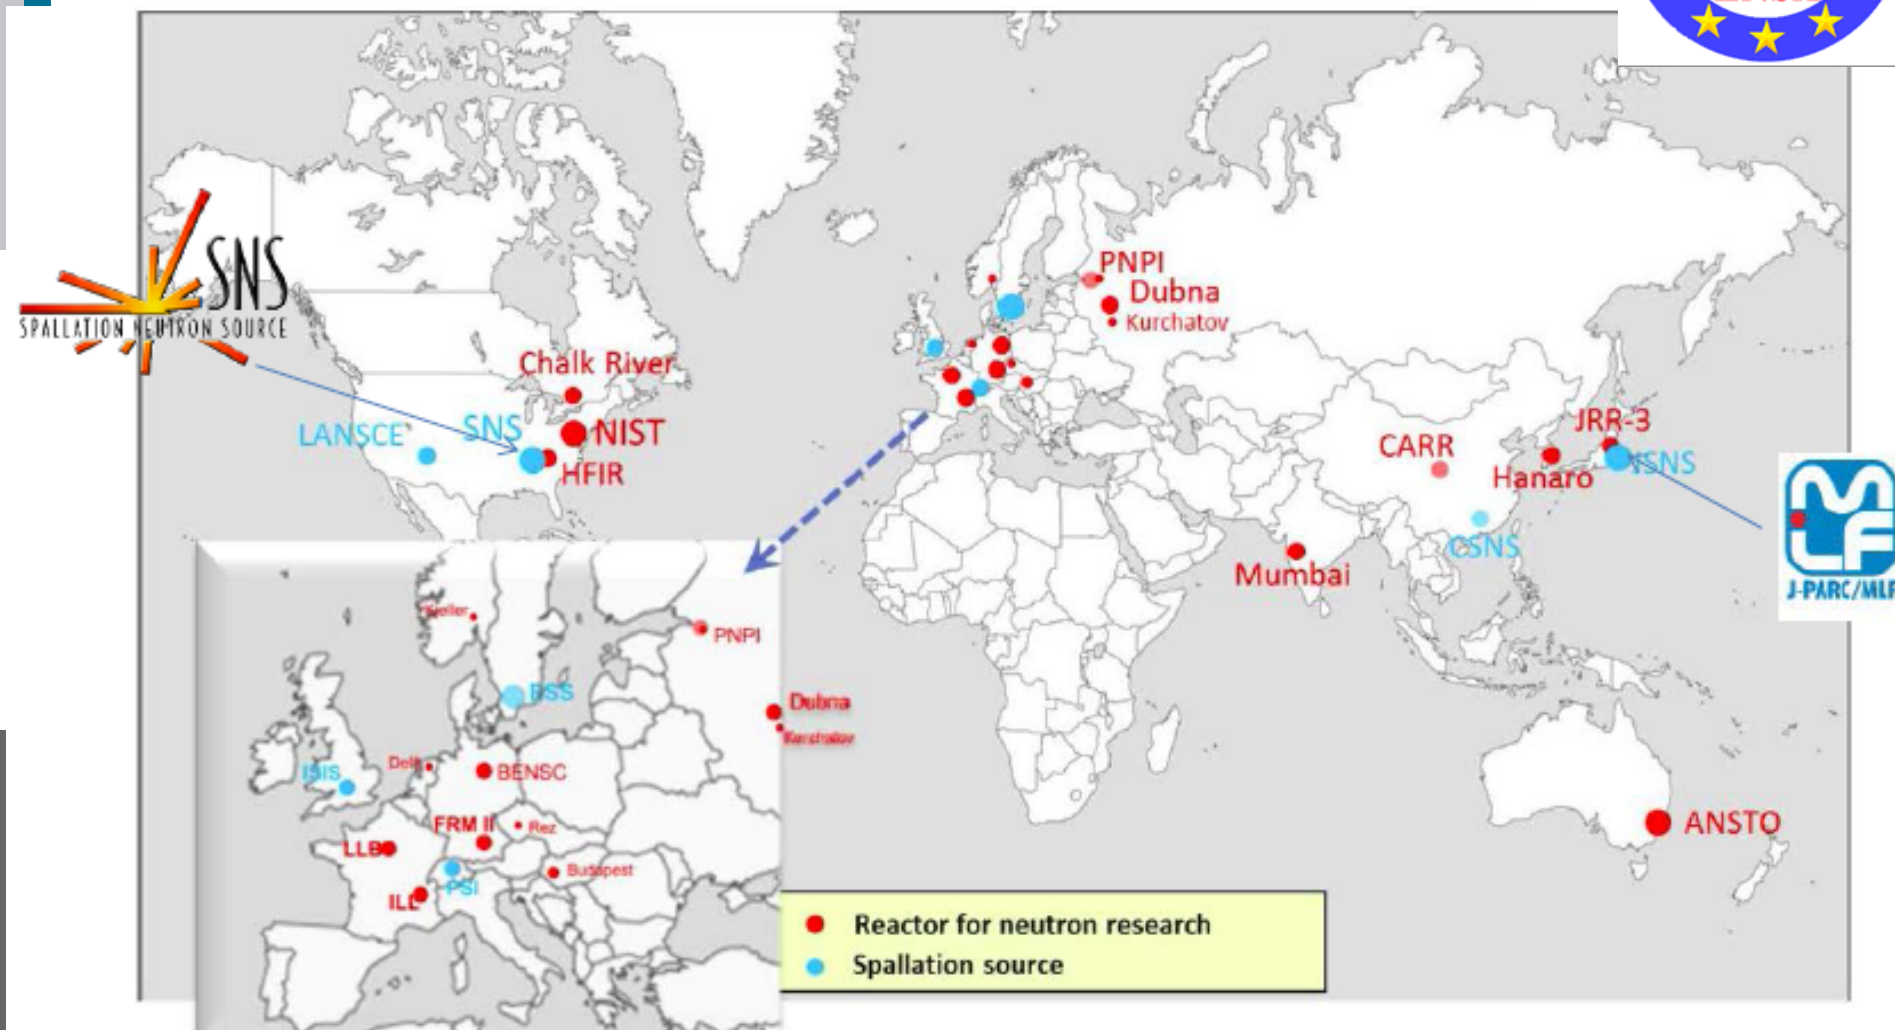 SNS
SPALLATION NEUTRON SOURCE
PNPI
Dubna
Kurchatov
Chalk River
LANSCE
SNS
NIST
HFIR
JRR-3
CARR
JSNS
Hanaro
CSNS
Mumbai
J-PARC/MLF
ANSTO
Kjeller
PNPI
ESS
Dubna
Kurchatov
Delft
BENSC
ISIS
FRM II
Rez
LLB
Budapest
PSI
ILL
Reactor for neutron research
Spallation source